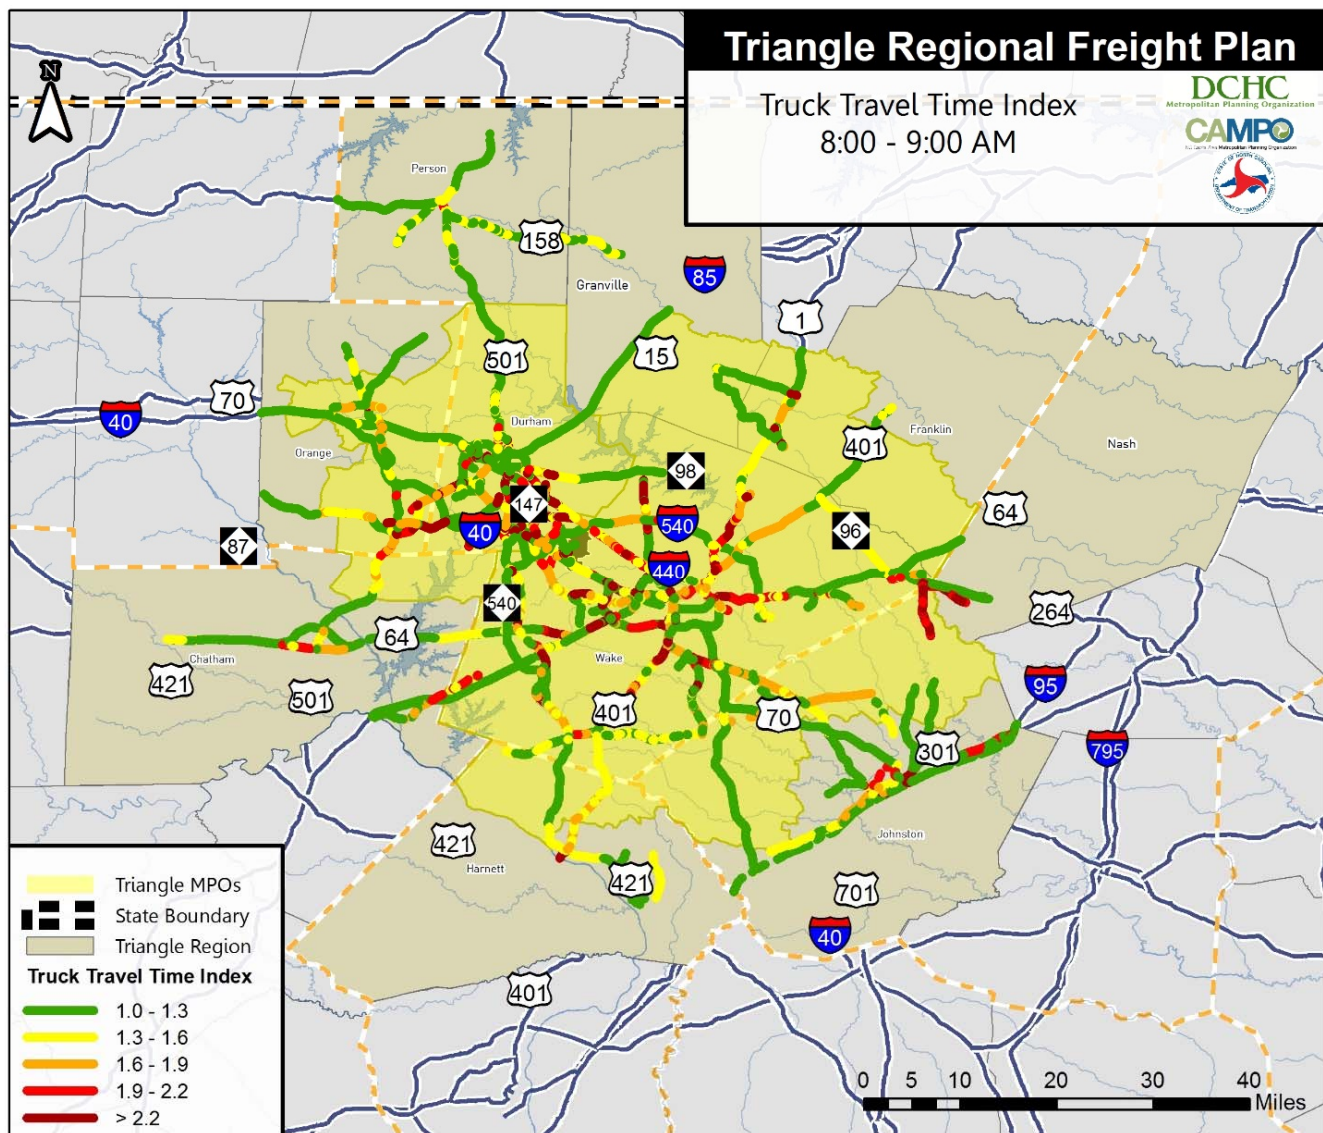 Triangle Regional Freight Plan
Truck Travel Time Index
8:00 - 9:00 AM
DCHC
Metropolitan Planning Organization
CAMPO
N
Person
158
Granville
85
1
501
15
70
40
Durham
Franklin
401
Nash
Orange
98
147
64
40
540
96
87
440
540
264
64
Wake
Chatham
421
501
95
401
70
301
795
Johnston
421
Harnett
421
701
40
401
Triangle MPOs
State Boundary
Triangle Region
Truck Travel Time Index
1.0 - 1.3
1.3 - 1.6
1.6 - 1.9
1.9 - 2.2
> 2.2
0 5 10 20 30 40
Miles